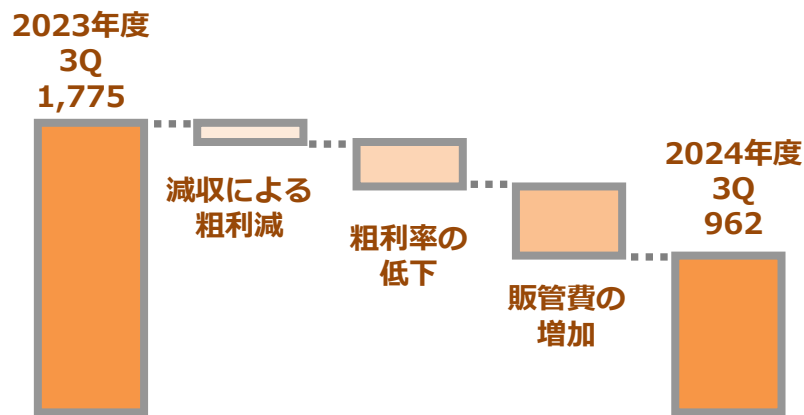 2023年度
3Q
1,775
減収による
粗利減
粗利率の
低下
販管費の
増加
2024年度
3Q
962